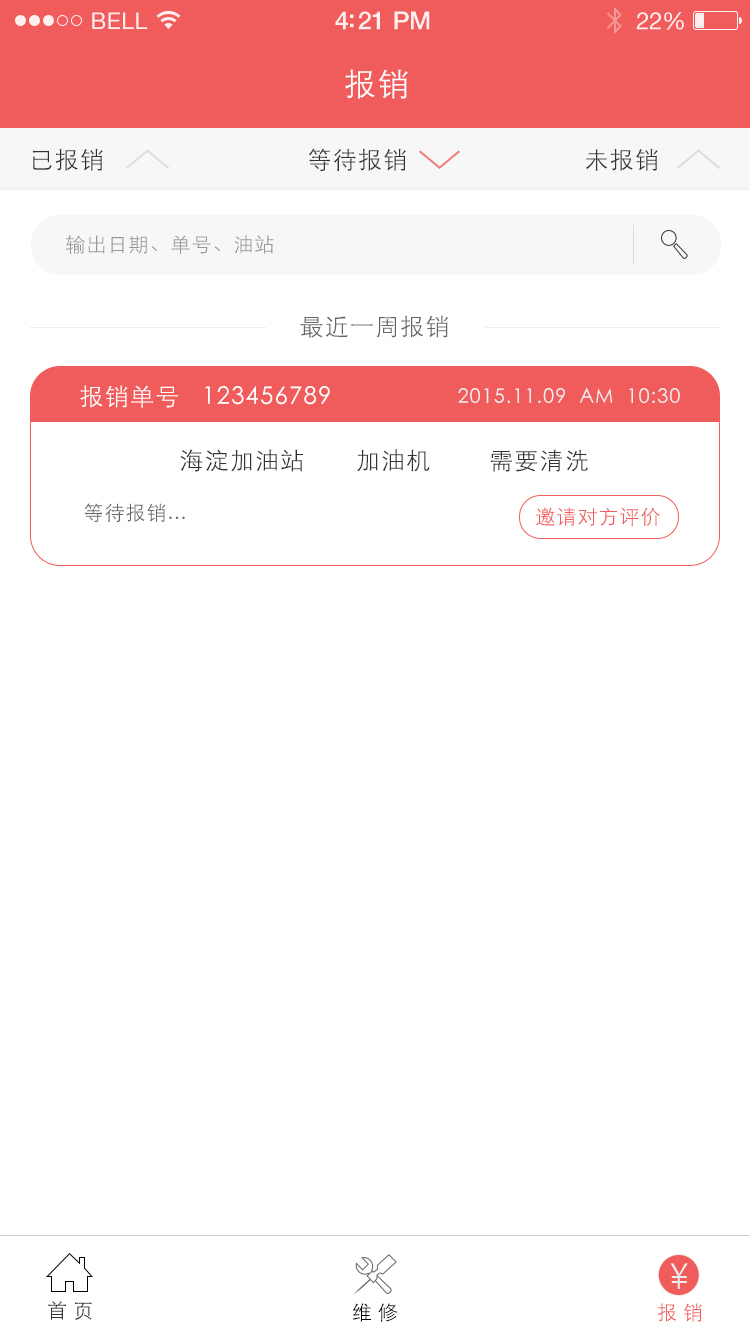 BELL 4:21 PM 22%
报销
已报销 等待报销 未报销
输出日期、单号、油站
最近一周报销
报销单号 123456789 2015.11.09 AM 10:30
海淀加油站 加油机 需要清洗
等待报销... 邀请对方评价
¥
首页 维修 报销